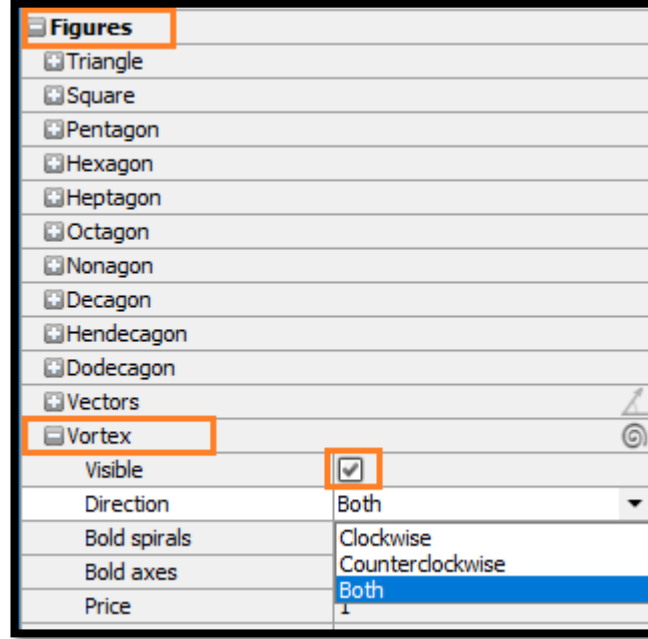 Figures
Triangle
Square
Pentagon
Hexagon
Heptagon
Octagon
Nonagon
Decagon
Hendecagon
Dodecagon
Vectors
Vortex
Visible
Direction Both
Bold spirals Clockwise
Bold axes Counterclockwise
Both
Price 1